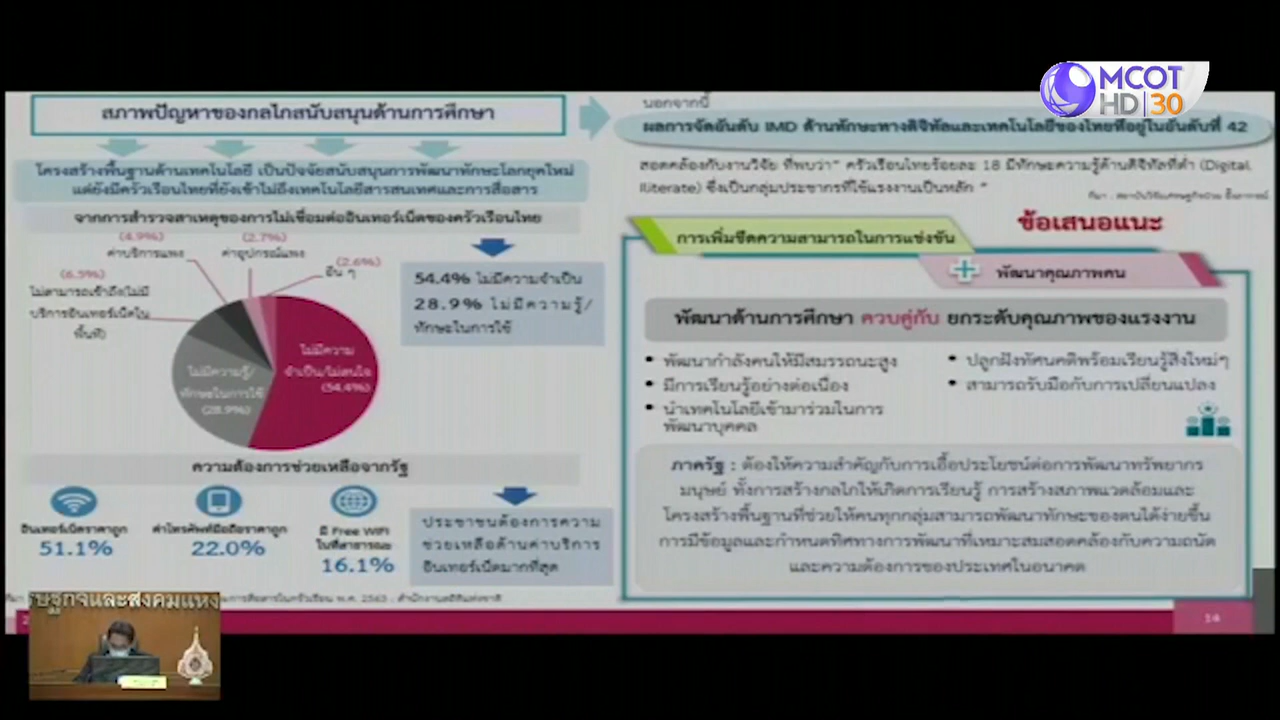 MCOT
HD 30
สภาพปัญหาของกลไกสนับสนุนด้านการศึกษา
โครงสร้างพื้นฐานด้านเทคโนโลยี เป็นปัจจัยสนับสนุนการพัฒนาทักษะโลกยุคใหม่
แต่ยังมีครัวเรือนไทยที่ยังเข้าไม่ถึงเทคโนโลยีสารสนเทศและการสื่อสาร
จากการสำรวจสาเหตุของการไม่เชื่อมต่ออินเทอร์เน็ตของครัวเรือนไทย
(4.9%)
ค่าบริการแพง
(2.7%)
ค่าอุปกรณ์แพง
(2.6%)
อื่น ๆ
(6.5%)
ไม่สามารถเข้าถึง/ไม่มี
บริการอินเทอร์เน็ตใน
พื้นที่)
ไม่มีความ
จำเป็น/ไม่สนใจ
(54.4%)
ไม่มีความรู้/
ทักษะในการใช้
(28.9%)
54.4% ไม่มีความจำเป็น
28.9% ไม่มีความรู้/
ทักษะในการใช้
ความต้องการช่วยเหลือจากรัฐ
อินเทอร์เน็ตราคาถูก
51.1%
ค่าโทรศัพท์มือถือราคาถูก
22.0%
มี Free WIFI
ในที่สาธารณะ
16.1%
ประชาชนต้องการความ
ช่วยเหลือด้านค่าบริการ
อินเทอร์เน็ตมากที่สุด
นอกจากนี้
ผลการจัดอันดับ IMD ด้านทักษะทางดิจิทัลและเทคโนโลยีของไทยที่อยู่ในอันดับที่ 42
สอดคล้องกับงานวิจัย ที่พบว่า" ครัวเรือนไทยร้อยละ 18 มีทักษะความรู้ด้านดิจิทัลที่ต่ำ (Digital
Iliterate) ซึ่งเป็นกลุ่มประชากรที่ใช้แรงงานเป็นหลัก "
ข้อเสนอแนะ
การเพิ่มขีดความสามารถในการแข่งขัน
พัฒนาคุณภาพคน
พัฒนาด้านการศึกษา ควบคู่กับ ยกระดับคุณภาพของแรงงาน
• พัฒนากำลังคนให้มีสมรรถนะสูง
• มีการเรียนรู้อย่างต่อเนื่อง
• นำเทคโนโลยีเข้ามาร่วมในการ
พัฒนาบุคคล
• ปลูกฝังทัศนคติพร้อมเรียนรู้สิ่งใหม่ๆ
• สามารถรับมือกับการเปลี่ยนแปลง
ภาครัฐ : ต้องให้ความสำคัญกับการเอื้อประโยชน์ต่อการพัฒนาทรัพยากร
มนุษย์ ทั้งการสร้างกลไกให้เกิดการเรียนรู้ การสร้างสภาพแวดล้อมและ
โครงสร้างพื้นฐานที่ช่วยให้คนทุกกลุ่มสามารถพัฒนาทักษะของตนได้ง่ายขึ้น
การมีข้อมูลและกำหนดทิศทางการพัฒนาที่เหมาะสมสอดคล้องกับความถนัด
และความต้องการของประเทศในอนาคต
14